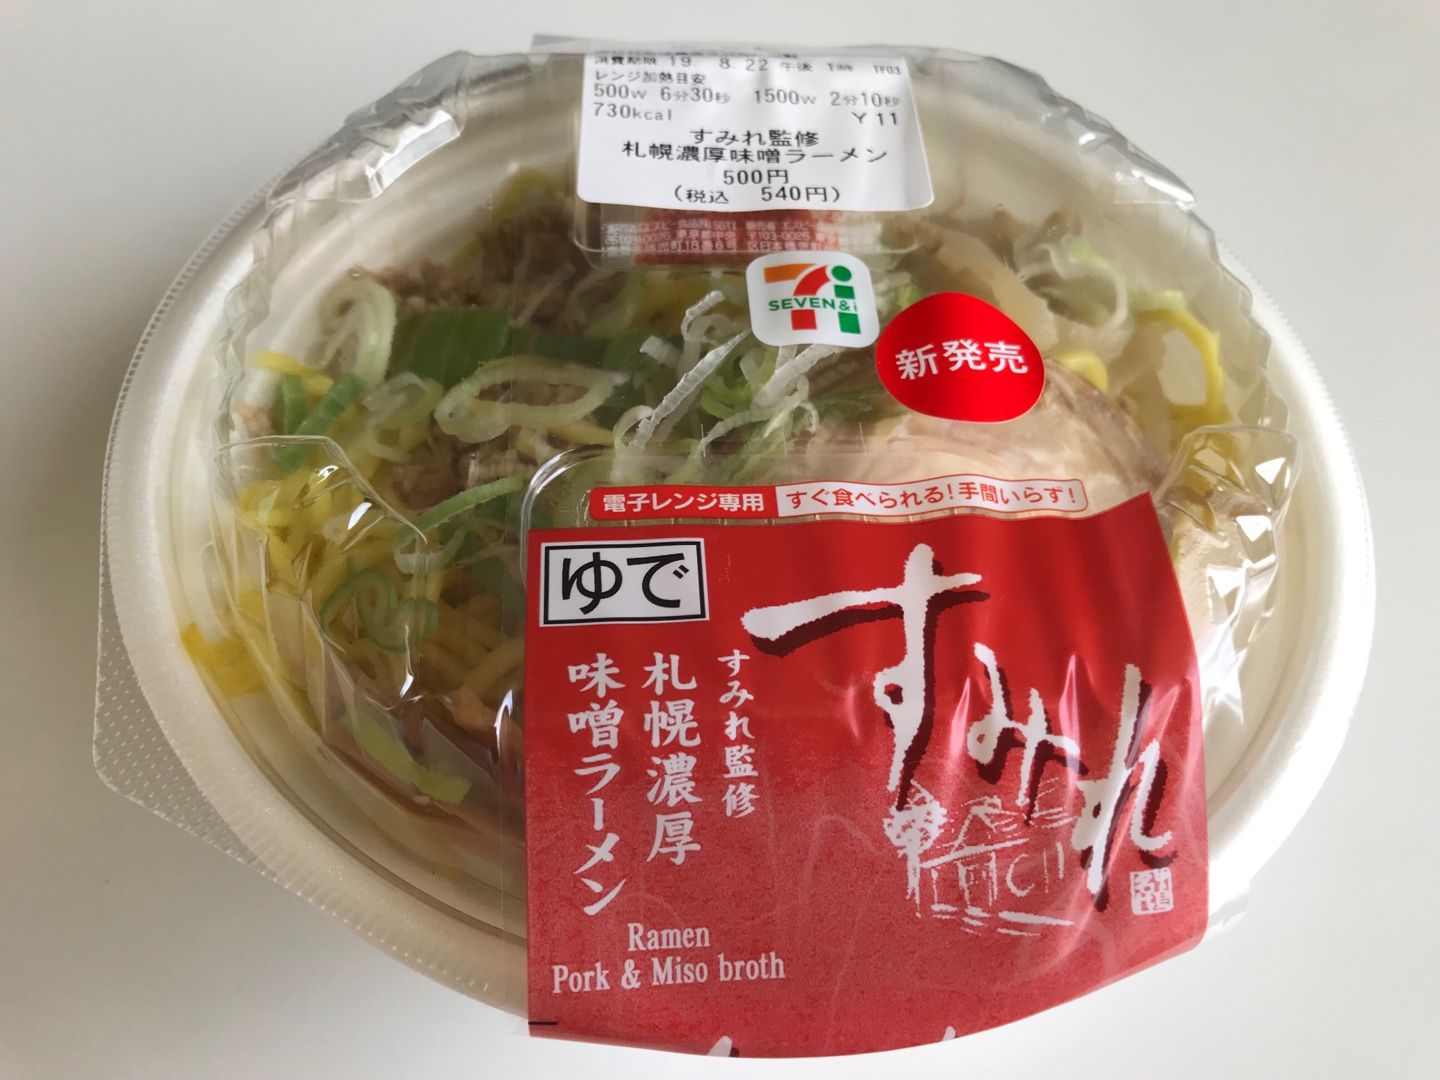 消費期限 19. 8.22 午後 1時 TF03
レンジ加熱目安
500W 6分30秒 1500W 2分10秒
730kcal Y11
すみれ監修
札幌濃厚味噌ラーメン
500円
(税込 540円)
SEVEN&i
新発売
電子レンジ専用 すぐ食べられる!手間いらず!
ゆで
すみれ監修
札幌濃厚
味噌ラーメン
すみれ
Ramen
Pork & Miso broth